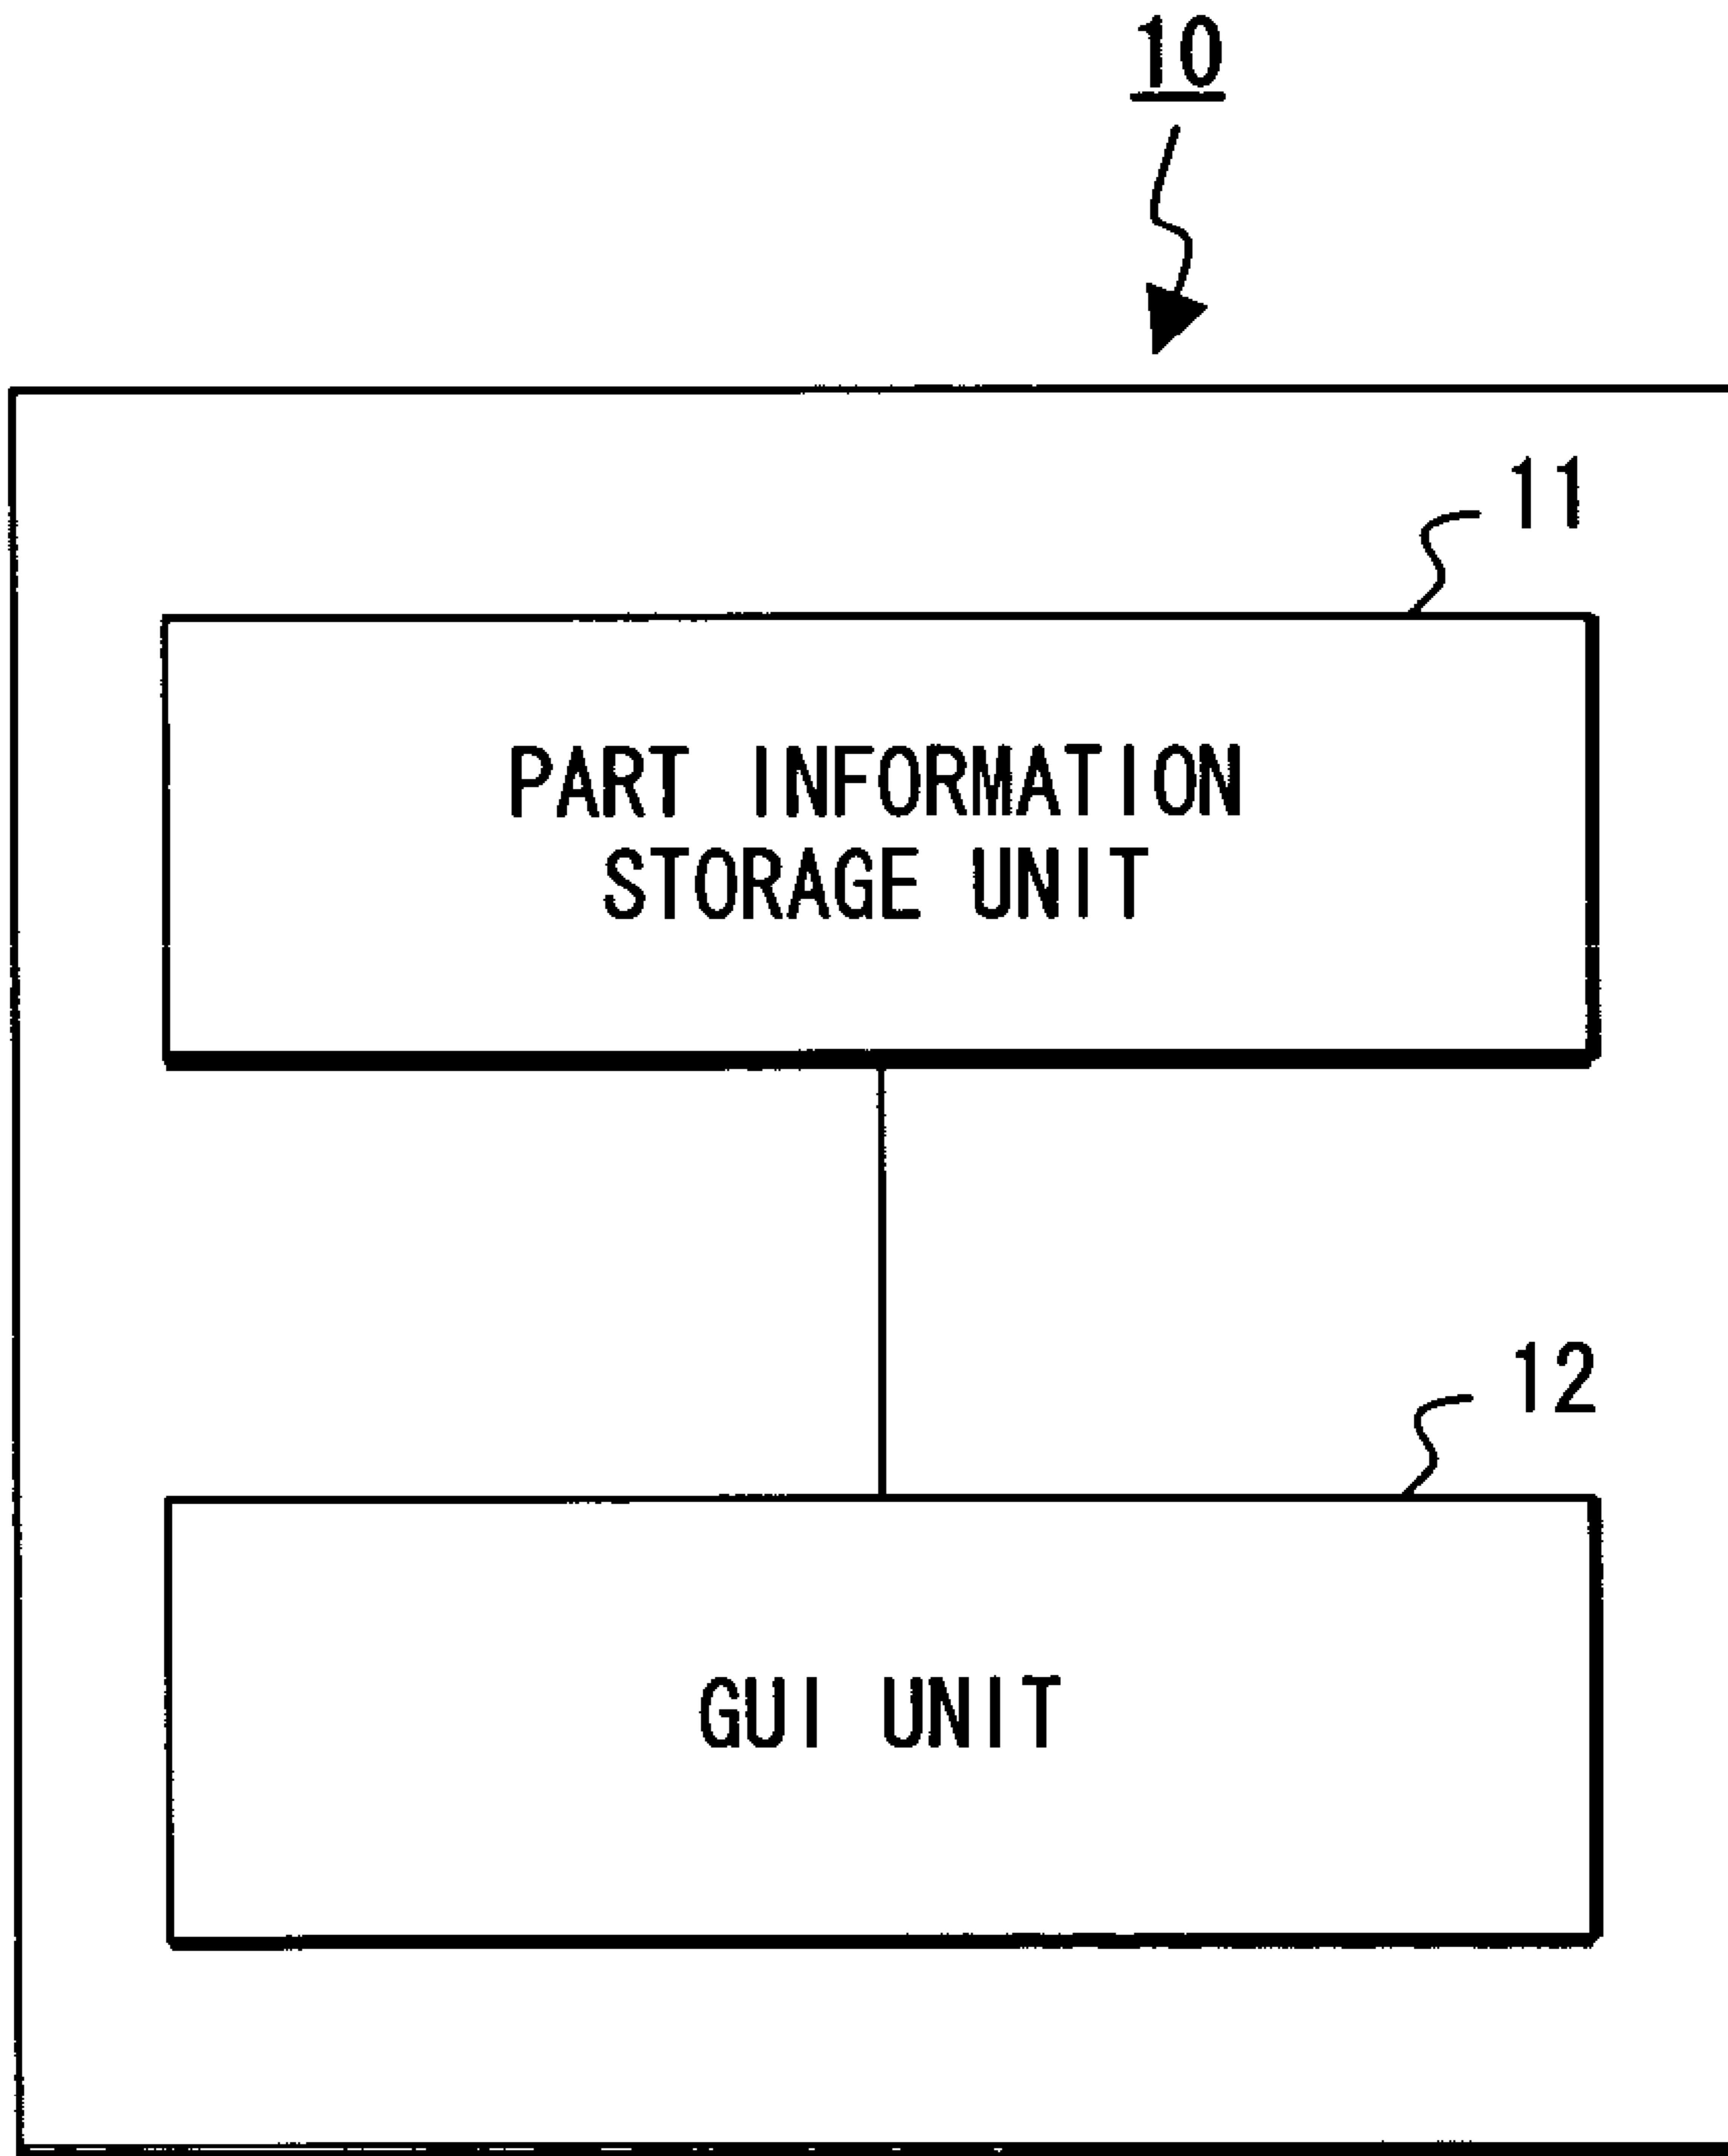 10
11
PART INFORMATION
STORAGE UNIT
12
GUI UNIT